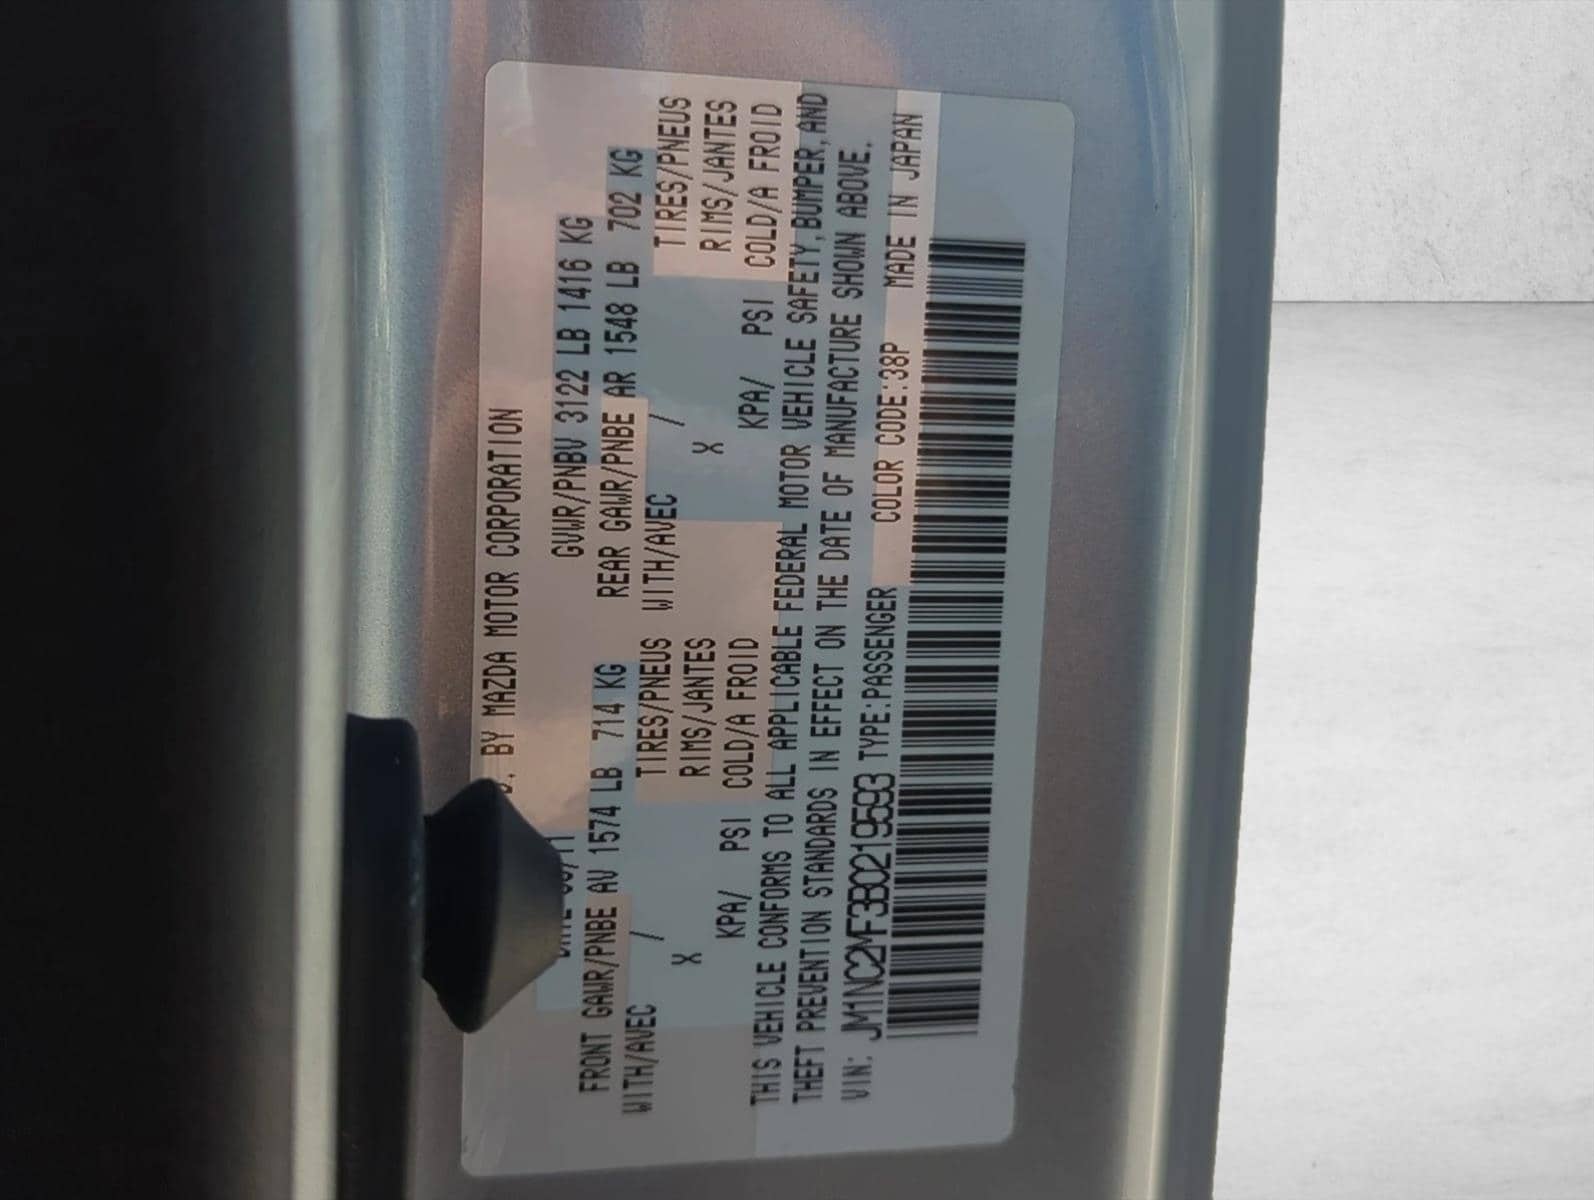 BY MAZDA MOTOR CORPORATION
GVWR/PNBV 3122 LB 1416 KG
FRONT GAWR/PNBE AV 1574 LB 714 KG REAR GAWR/PNBE AR 1548 LB 702 KG
WITH/AVEC / TIRES/PNEUS WITH/AVEC / TIRES/PNEUS
X RIMS/JANTES X RIMS/JANTES
KPA/ PSI COLD/A FROID KPA/ PSI COLD/A FROID
THIS VEHICLE CONFORMS TO ALL APPLICABLE FEDERAL MOTOR VEHICLE SAFETY,BUMPER,AND
THEFT PREVENTION STANDARDS IN EFFECT ON THE DATE OF MANUFACTURE SHOWN ABOVE.
VIN: JM1NC2MF3B0219593 TYPE:PASSENGER COLOR CODE:38P MADE IN JAPAN